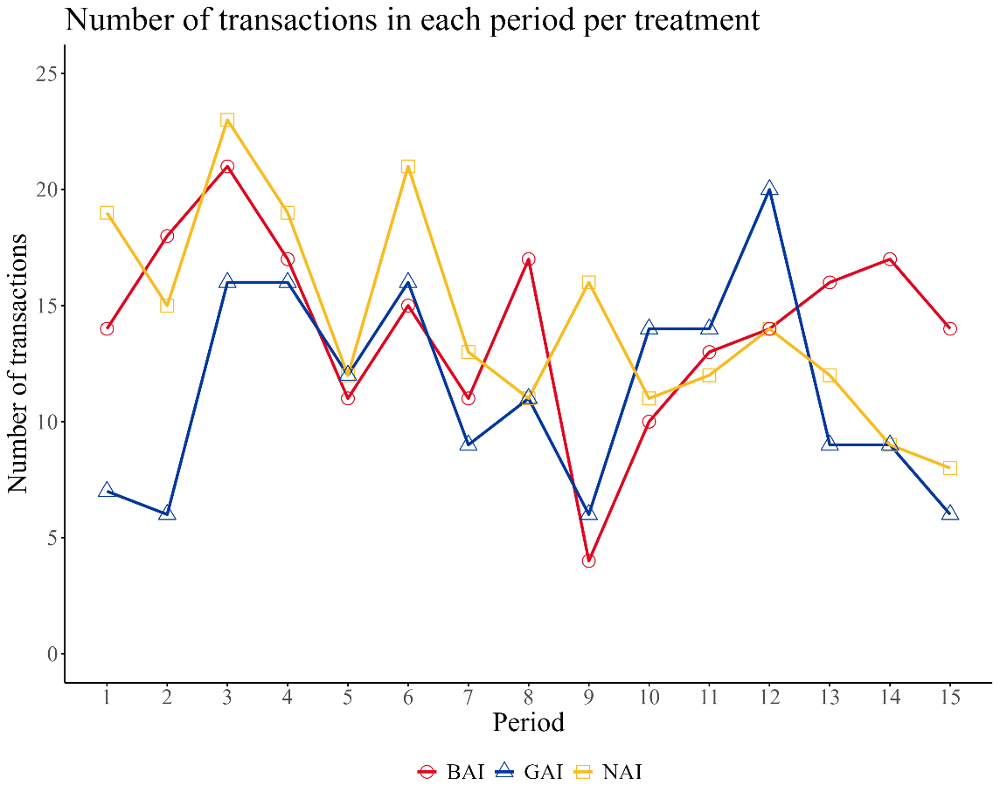 Number of transactions in each period per treatment
Number of transactions
25
20
15
10
5
0
1 2 3 4 5 6 7 8 9 10 11 12 13 14 15
Period
BAI GAI NAI